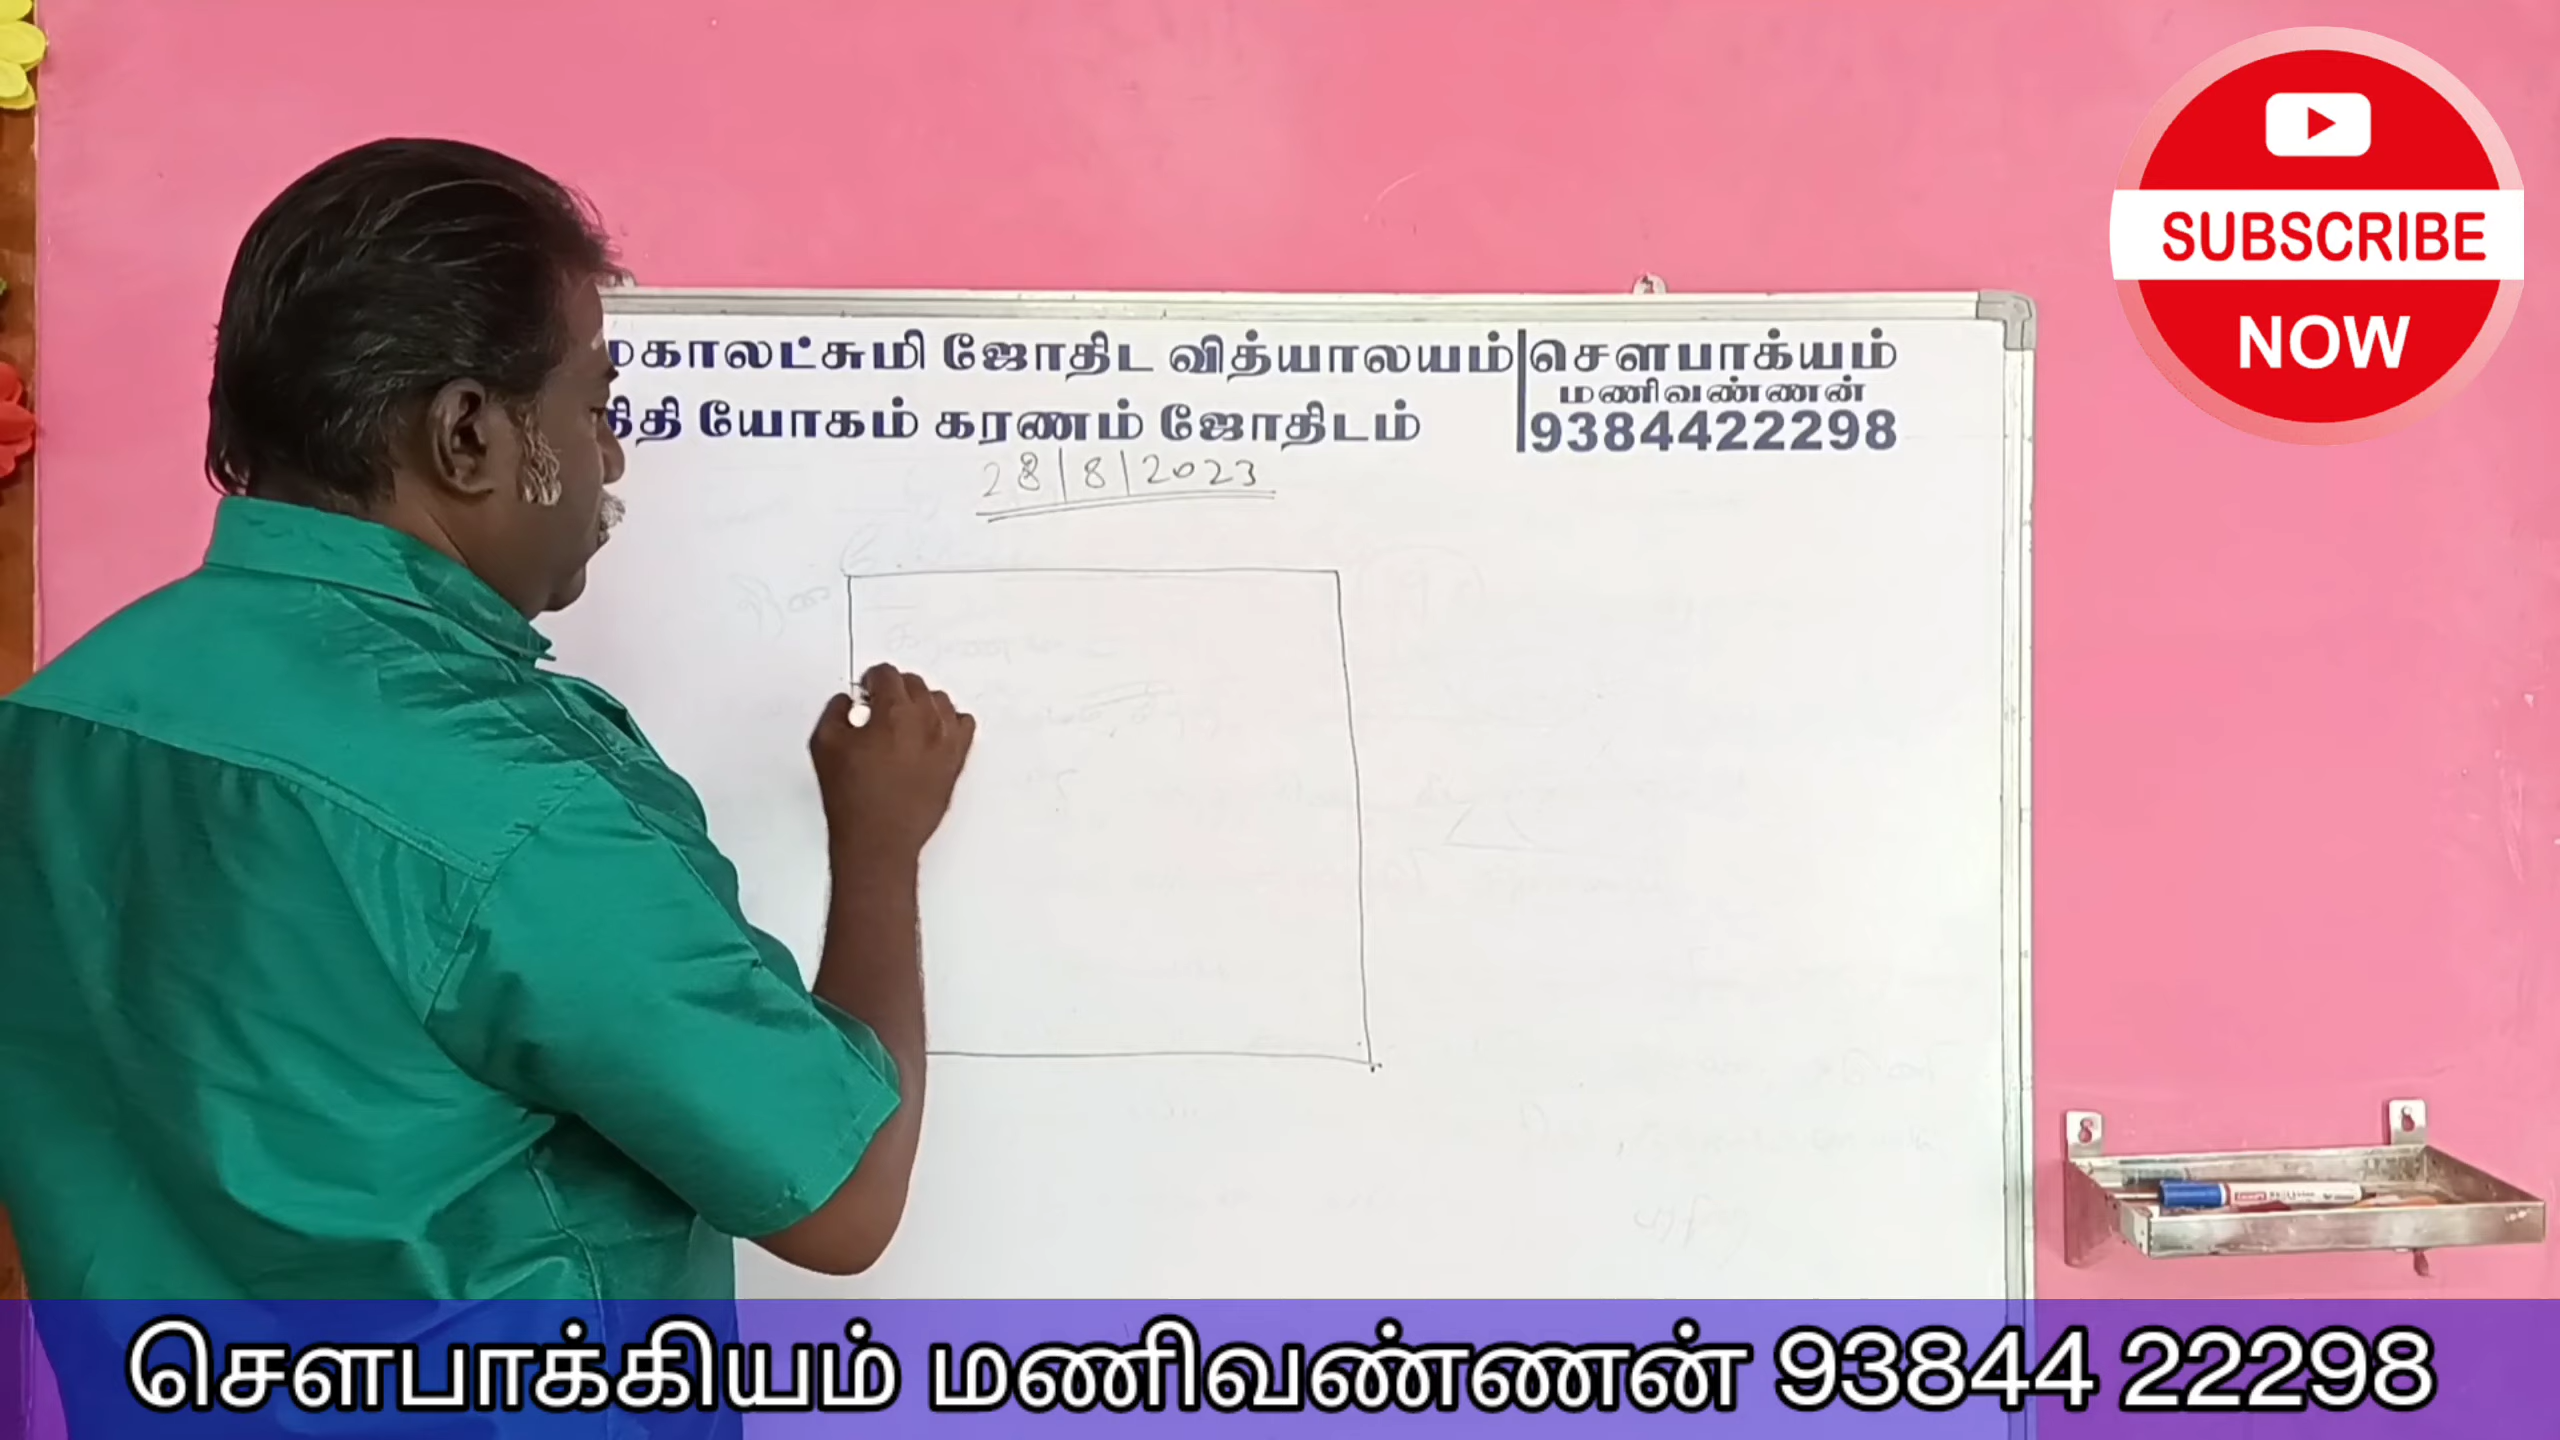 மகாலட்சுமி ஜோதிட வித்யாலயம்
திதி யோகம் கரணம் ஜோதிடம்
சௌபாக்யம்
மணிவண்ணன்
9384422298
28/8/2023
SUBSCRIBE
NOW
சௌபாக்கியம் மணிவண்ணன் 93844 22298